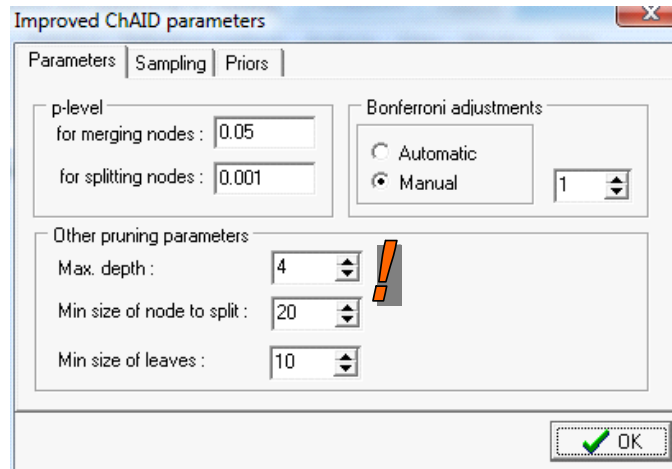 Improved ChAID parameters
Parameters Sampling Priors
p-level
for merging nodes : 0.05
for splitting nodes : 0.001
Bonferroni adjustments
Automatic
Manual 1
Other pruning parameters
Max. depth : 4
!
Min size of node to split : 20
Min size of leaves : 10
OK